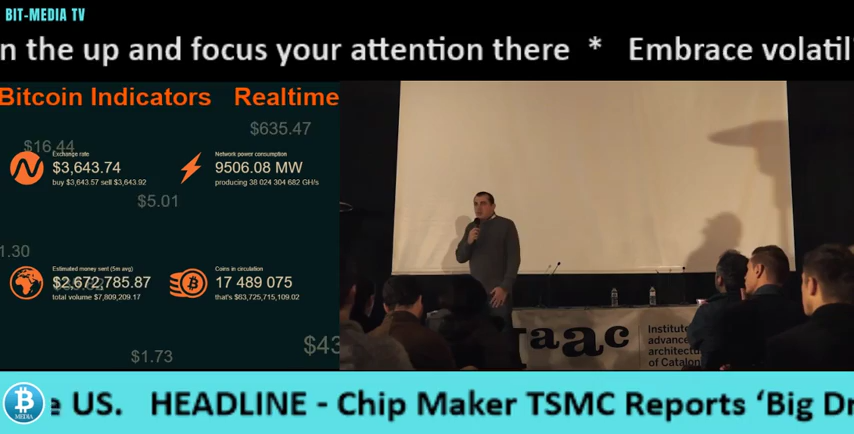 BIT-MEDIA TV
n the up and focus your attention there * Embrace volatil
Bitcoin Indicators Realtime
$635.47
$16.44
Exchange rate
$3,643.74
buy $3,643.57 sell $3,643.92
Network power consumption
9506.08 MW
producing 38 024 304 682 GH/s
$5.01
1.30
Estimated money sent (5m avg)
$2,672,785.87
total volume $7,809,209.17
Coins in circulation
17 489 075
that's $63,725,715,109.02
$1.73
$43
Iaac
Institute
advance
architectu
of Catalon
MEDIA
e US. HEADLINE - Chip Maker TSMC Reports ‘Big Dr